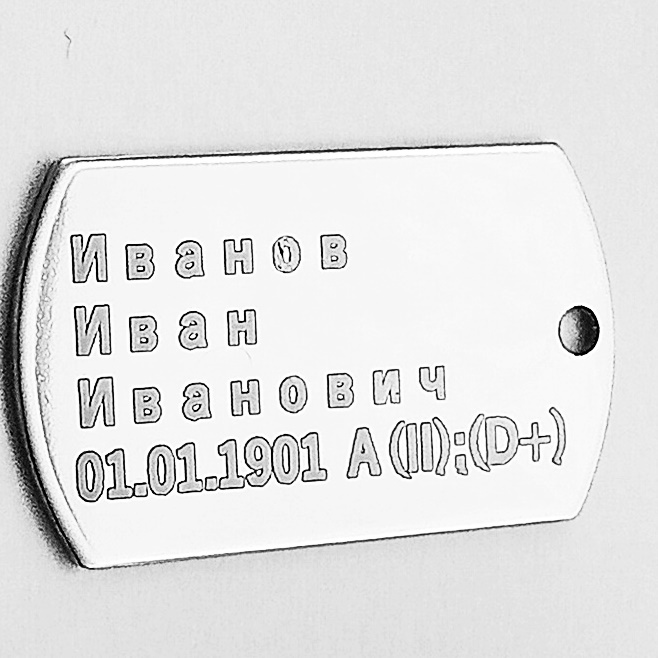 Иванов
Иван
Иванович
01.01.1901 A(II);(D+)